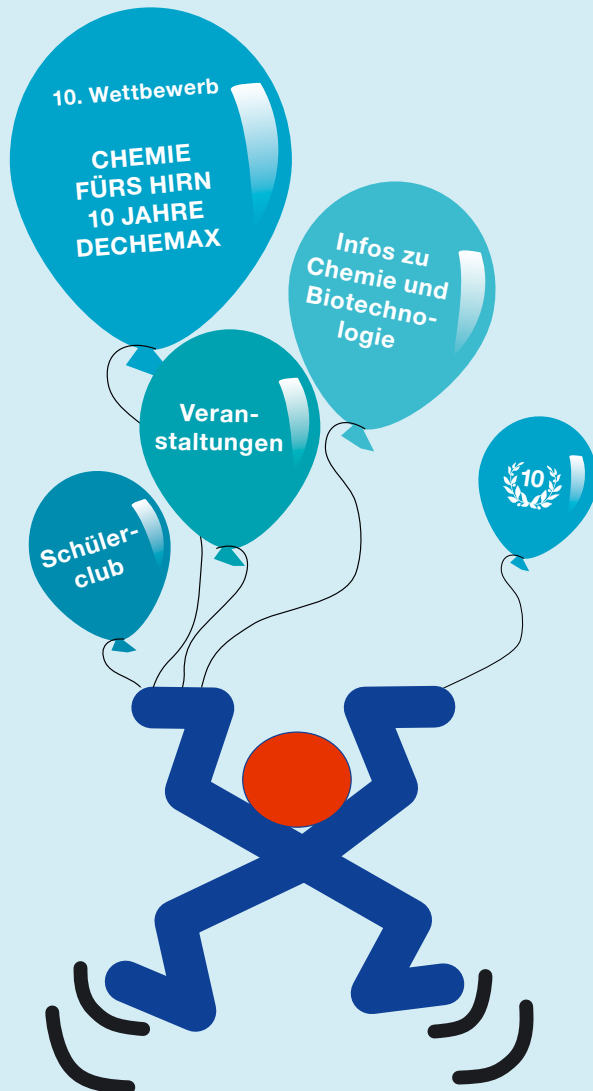 10. Wettbewerb
CHEMIE
FÜRS HIRN
10 JAHRE
DECHEMAX
Infos zu
Chemie und
Biotechno-
logie
Veran-
staltungen
10
Schüler-
club